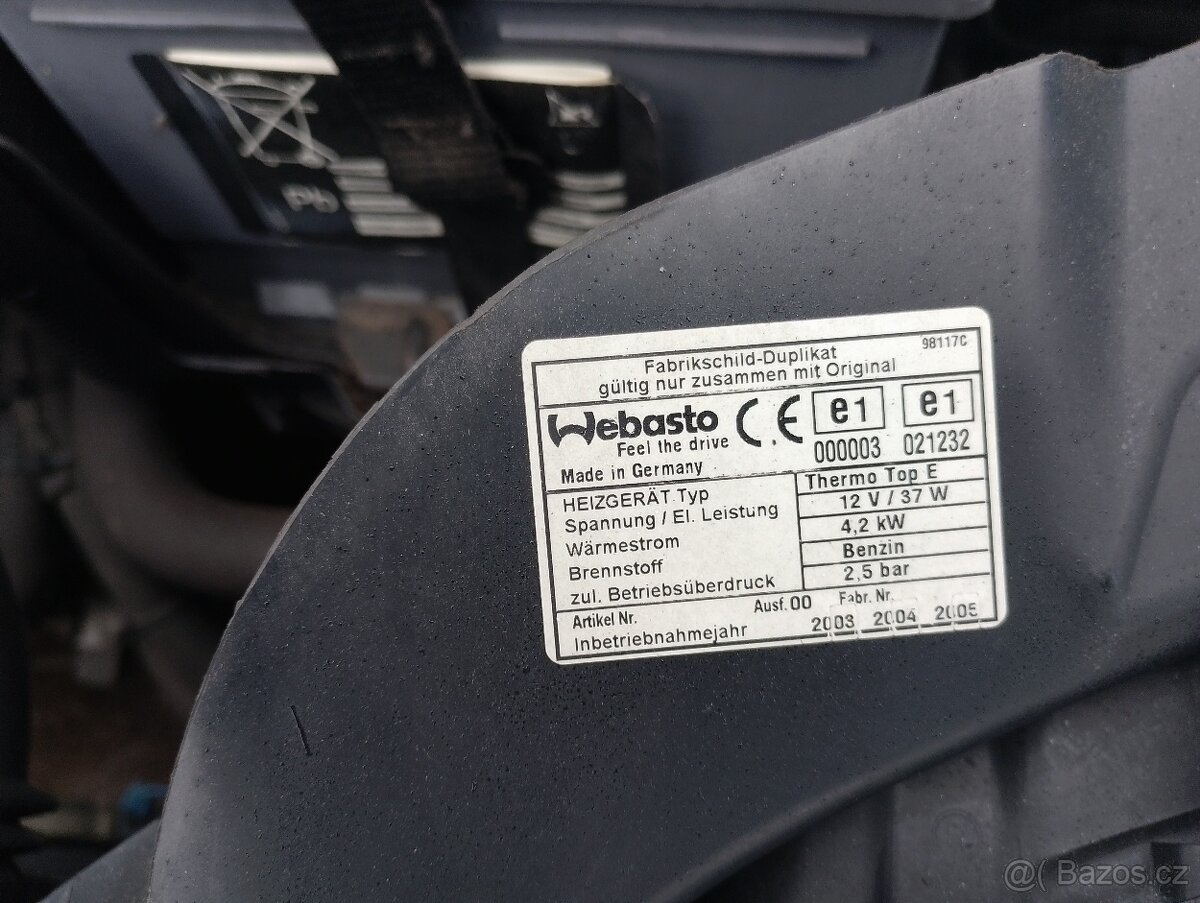 Pb
Fabrikschild-Duplikat 98117C
gültig nur zusammen mit Original
Webasto CE e1 e1
Feel the drive 000003 021232
Made in Germany
HEIZGERÄT Typ Thermo Top E
Spannung / El. Leistung 12 V / 37 W
Wärmestrom 4,2 kW
Brennstoff Benzin
zul. Betriebsüberdruck 2,5 bar
Artikel Nr. Ausf. 00 Fabr. Nr.
Inbetriebnahmejahr 2003 2004 2005
@( Bazos.cz